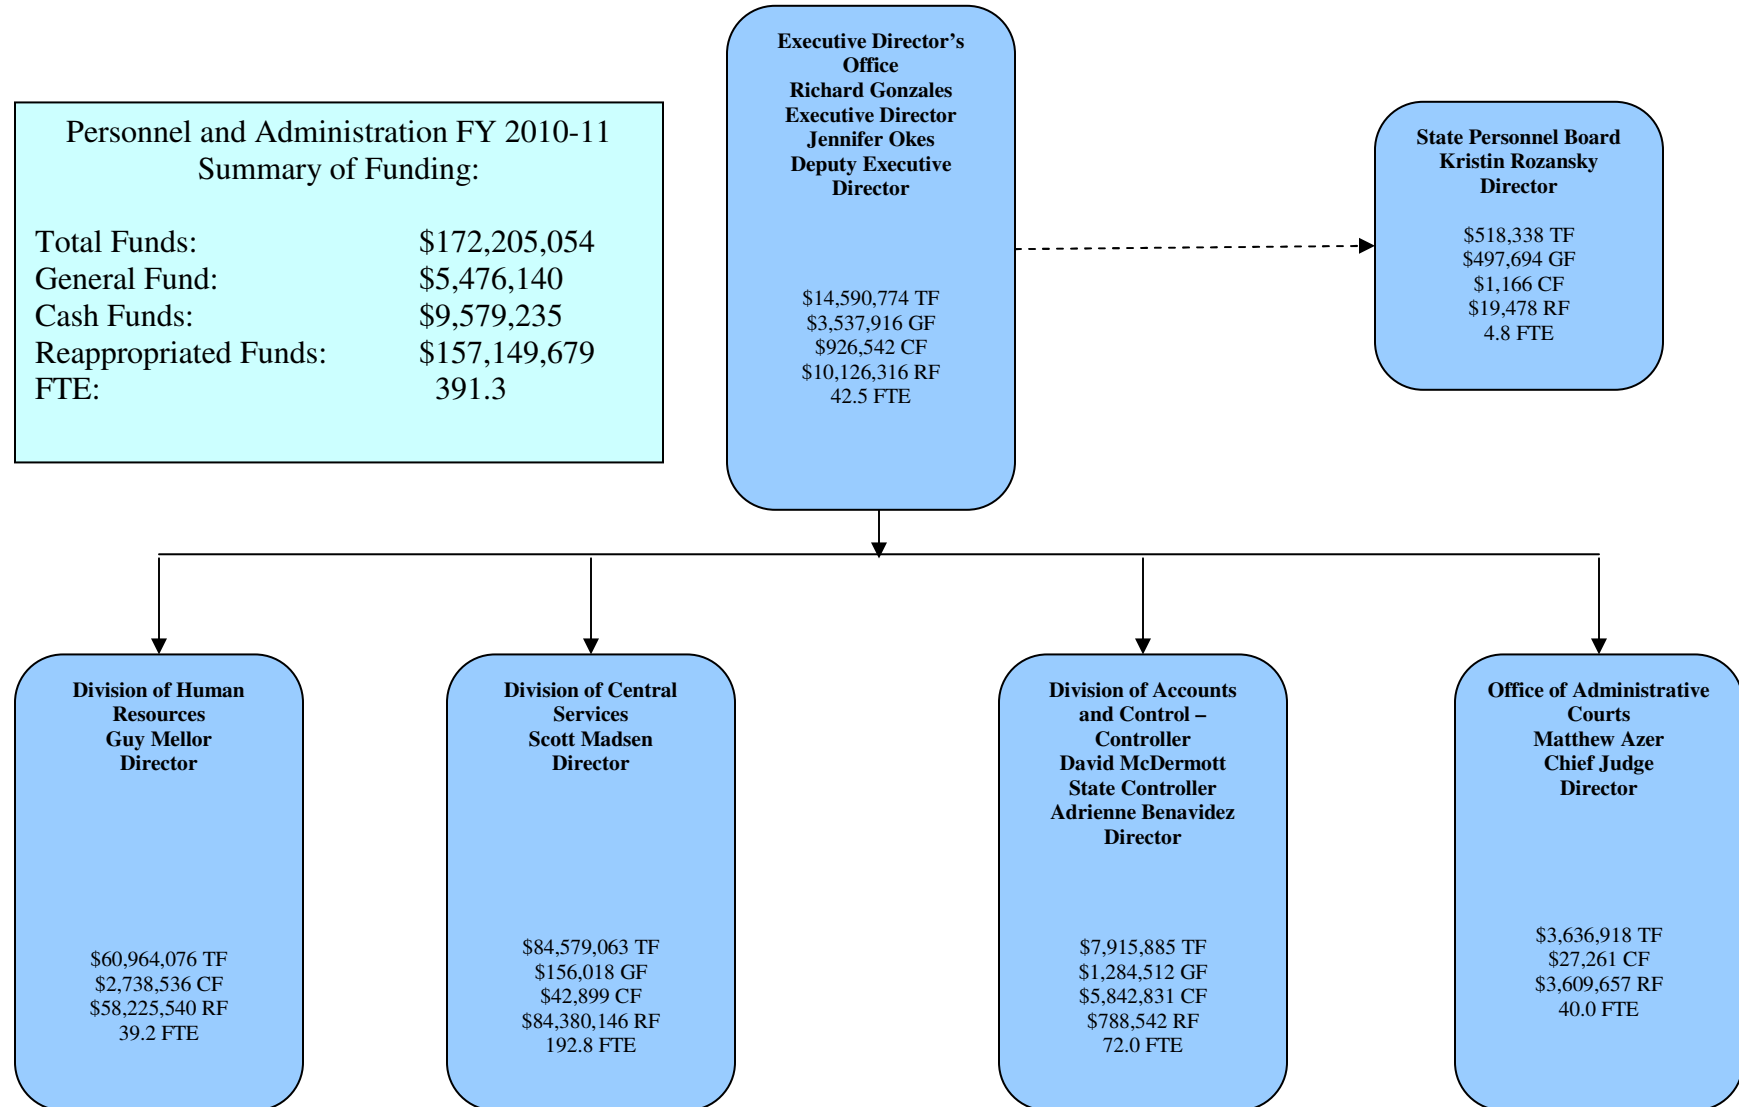 Executive Director’s
Office
Richard Gonzales
Executive Director
Jennifer Okes
Deputy Executive
Director
$14,590,774 TF
$3,537,916 GF
$926,542 CF
$10,126,316 RF
42.5 FTE
Personnel and Administration FY 2010-11
Summary of Funding:
Total Funds: $172,205,054
General Fund: $5,476,140
Cash Funds: $9,579,235
Reappropriated Funds: $157,149,679
FTE: 391.3
State Personnel Board
Kristin Rozansky
Director
$518,338 TF
$497,694 GF
$1,166 CF
$19,478 RF
4.8 FTE
Division of Human
Resources
Guy Mellor
Director
$60,964,076 TF
$2,738,536 CF
$58,225,540 RF
39.2 FTE
Division of Central
Services
Scott Madsen
Director
$84,579,063 TF
$156,018 GF
$42,899 CF
$84,380,146 RF
192.8 FTE
Division of Accounts
and Control –
Controller
David McDermott
State Controller
Adrienne Benavidez
Director
$7,915,885 TF
$1,284,512 GF
$5,842,831 CF
$788,542 RF
72.0 FTE
Office of Administrative
Courts
Matthew Azer
Chief Judge
Director
$3,636,918 TF
$27,261 CF
$3,609,657 RF
40.0 FTE